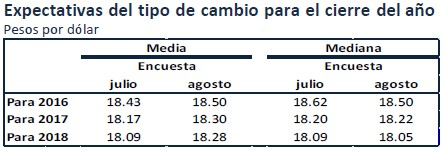 Expectativas del tipo de cambio para el cierre del año
Pesos por dólar
Media Mediana
Encuesta Encuesta
julio agosto julio agosto
Para 2016 18.43 18.50 18.62 18.50
Para 2017 18.17 18.30 18.20 18.22
Para 2018 18.09 18.28 18.09 18.05